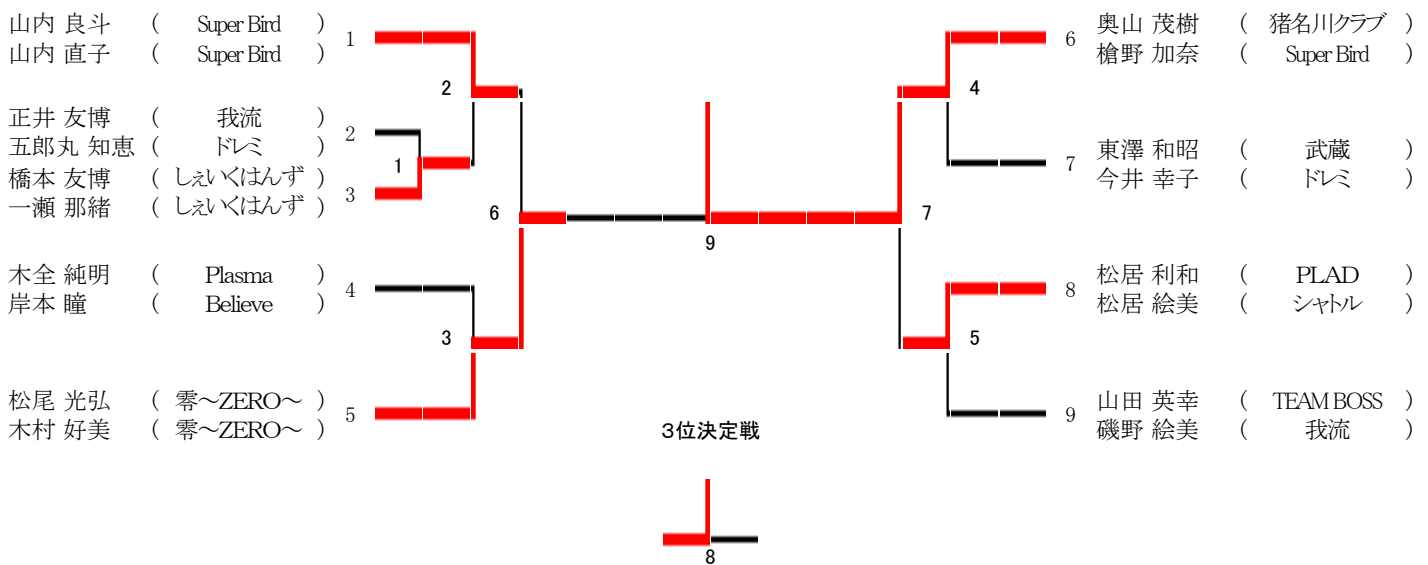 山内 良斗 ( Super Bird ) 1
山内 直子 ( Super Bird )
2
正井 友博 ( 我流 ) 2
五郎丸 知恵 ( ドレミ )
1
橋本 友博 ( しぇいくはんず ) 3
一瀬 那緒 ( しぇいくはんず )
6
木全 純明 ( Plasma ) 4
岸本 瞳 ( Believe )
3
松尾 光弘 ( 零～ZERO～ ) 5
木村 好美 ( 零～ZERO～ )
9
3位決定戦
8
6 奥山 茂樹 ( 猪名川クラブ )
槍野 加奈 ( Super Bird )
4
7 東澤 和昭 ( 武蔵 )
今井 幸子 ( ドレミ )
7
8 松居 利和 ( PLAD )
松居 絵美 ( シャトル )
5
9 山田 英幸 ( TEAM BOSS )
磯野 絵美 ( 我流 )